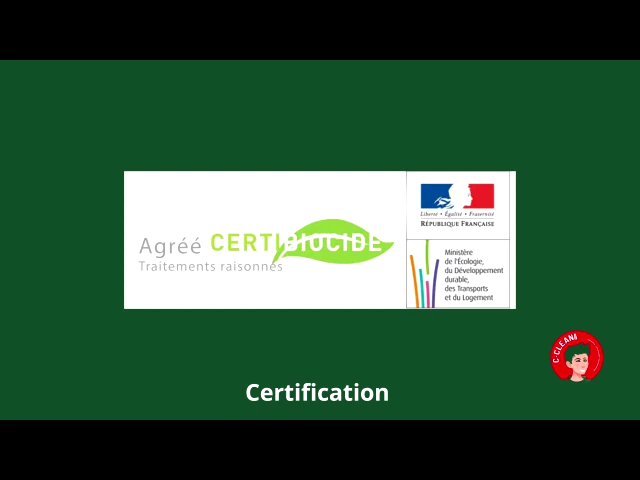 Agréé CERTIBIOCIDE
Traitements raisonnés
Liberté • Égalité • Fraternité
RÉPUBLIQUE FRANÇAISE
Ministère
de l'Écologie,
du Développement
durable,
des Transports
et du Logement
C-CLEAN
Certification